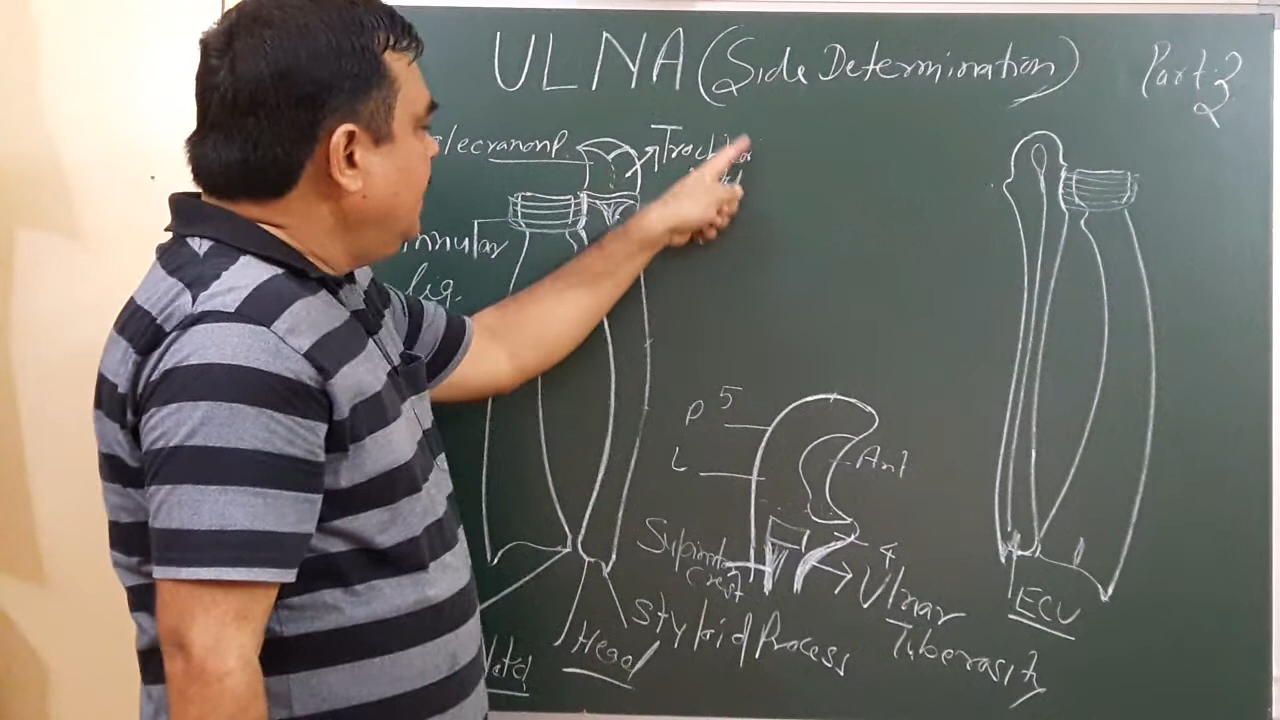 ULNA (Side Determination)
Part 2
lecranon P.
nnular
lig.
P 5
L
Ant
4
Supinator
Crest
Ulnar
Tuberosity
ECU
Styloid Process
Head